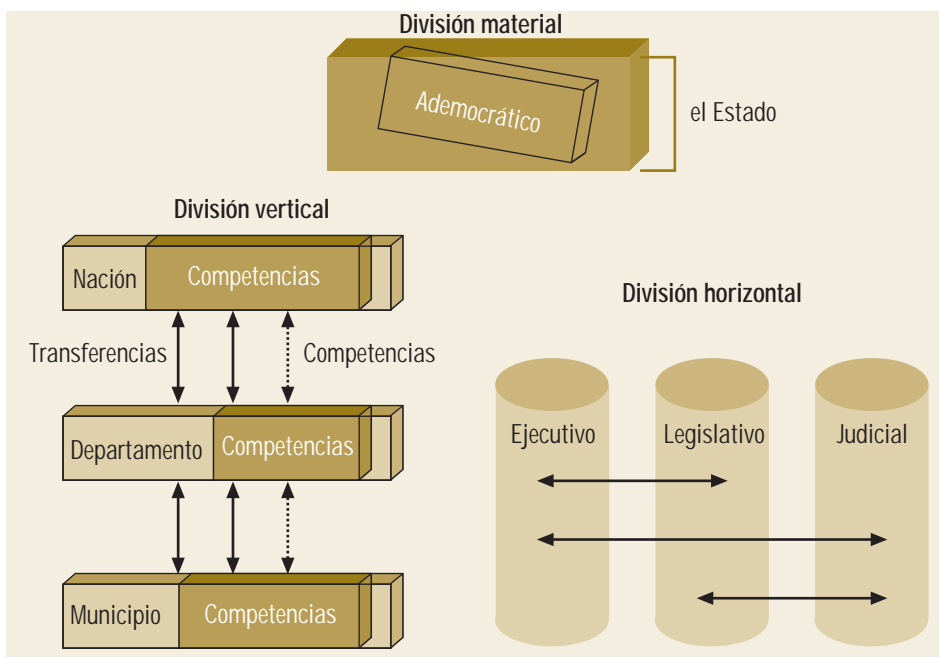 División material
Ademocrático
el Estado
División vertical
Nación
Competencias
Transferencias
Competencias
Departamento
Competencias
Municipio
Competencias
División horizontal
Ejecutivo
Legislativo
Judicial